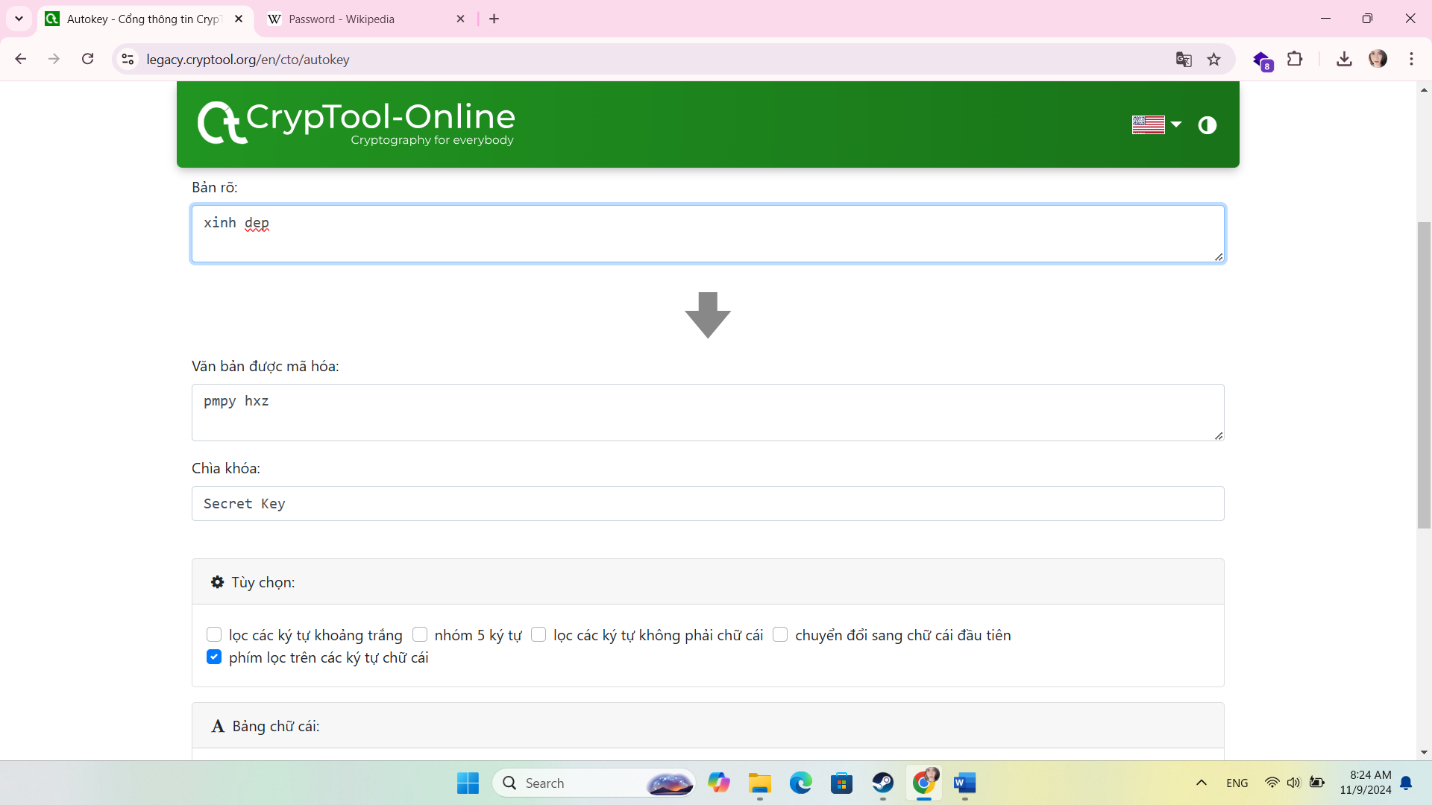 Autokey - Cổng thông tin Cryp
Password - Wikipedia
legacy.cryptool.org/en/cto/autokey
8
CrypTool-Online
Cryptography for everybody
Bản rõ:
xinh dep
Văn bản được mã hóa:
pmpy hxz
Chìa khóa:
Secret Key
Tùy chọn:
lọc các ký tự khoảng trắng nhóm 5 ký tự lọc các ký tự không phải chữ cái chuyển đổi sang chữ cái đầu tiên
phím lọc trên các ký tự chữ cái
A Bảng chữ cái:
Search
ENG
8:24 AM
11/9/2024